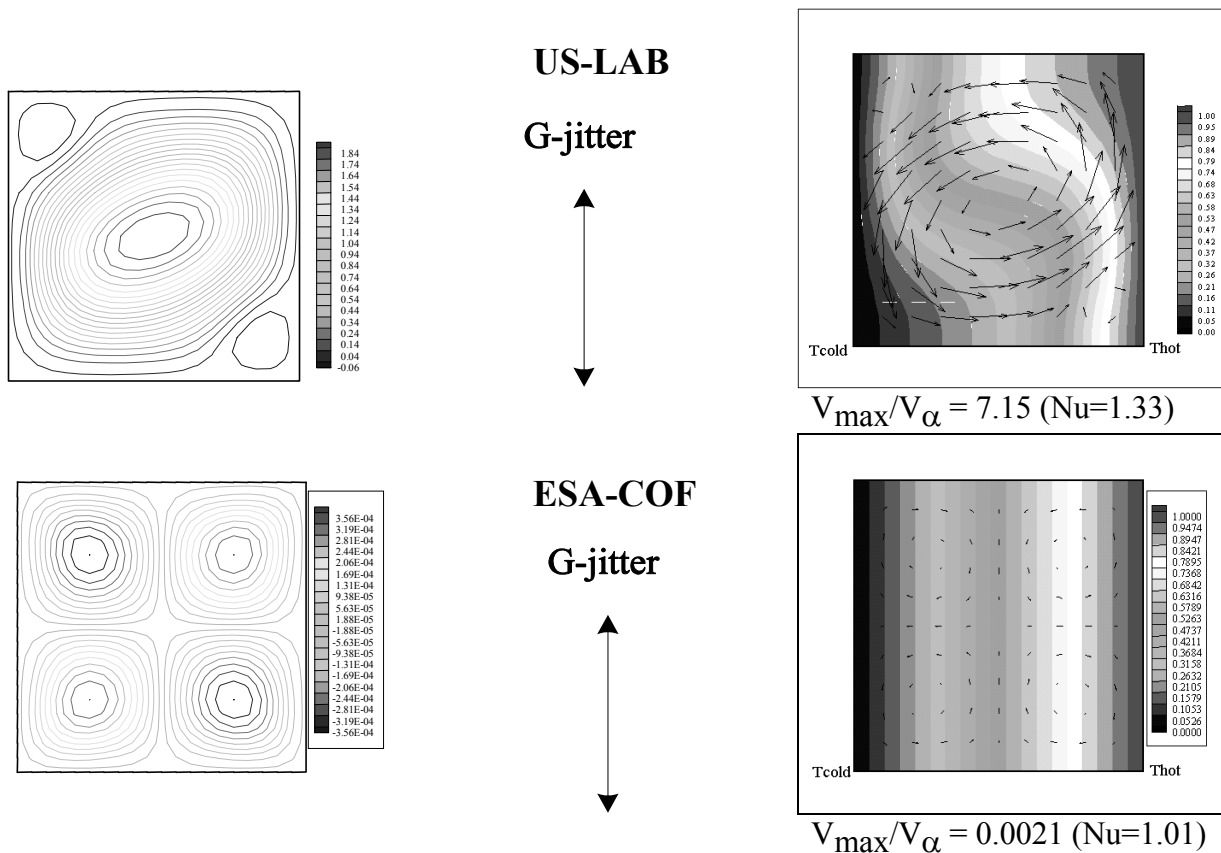 US-LAB
G-jitter
1.84
1.74
1.64
1.54
1.44
1.34
1.24
1.14
1.04
0.94
0.84
0.74
0.64
0.54
0.44
0.34
0.24
0.14
0.04
-0.06
1.00
0.95
0.89
0.84
0.79
0.74
0.68
0.63
0.58
0.53
0.47
0.42
0.37
0.32
0.26
0.21
0.16
0.11
0.05
0.00
Tcold
Thot
Vmax/Vα = 7.15 (Nu=1.33)
ESA-COF
G-jitter
3.56E-04
3.19E-04
2.81E-04
2.44E-04
2.06E-04
1.69E-04
1.31E-04
9.38E-05
5.63E-05
1.88E-05
-1.88E-05
-5.63E-05
-9.38E-05
-1.31E-04
-1.69E-04
-2.06E-04
-2.44E-04
-2.81E-04
-3.19E-04
-3.56E-04
1.0000
0.9474
0.8947
0.8421
0.7895
0.7368
0.6842
0.6316
0.5789
0.5263
0.4737
0.4211
0.3684
0.3158
0.2632
0.2105
0.1579
0.1053
0.0526
0.0000
Tcold
Thot
Vmax/Vα = 0.0021 (Nu=1.01)